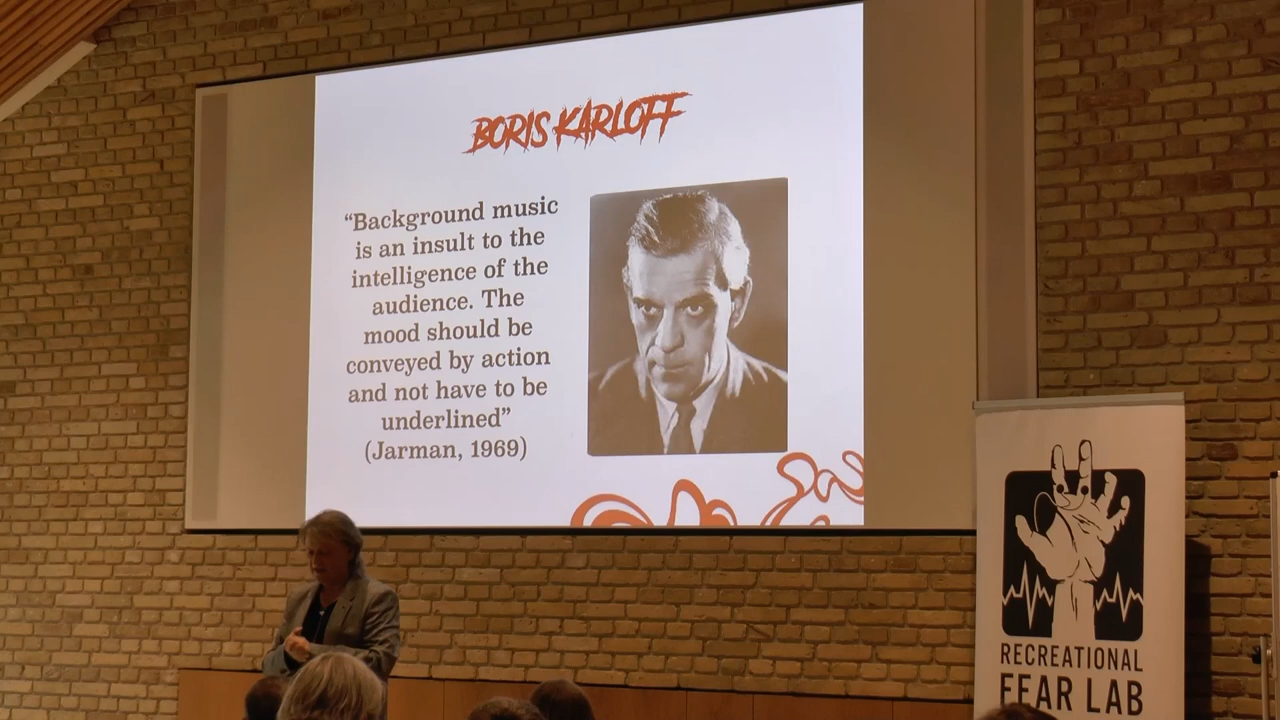 BORIS KARLOFF
“Background music
is an insult to the
intelligence of the
audience. The
mood should be
conveyed by action
and not have to be
underlined”
(Jarman, 1969)
RECREATIONAL
FEAR LAB